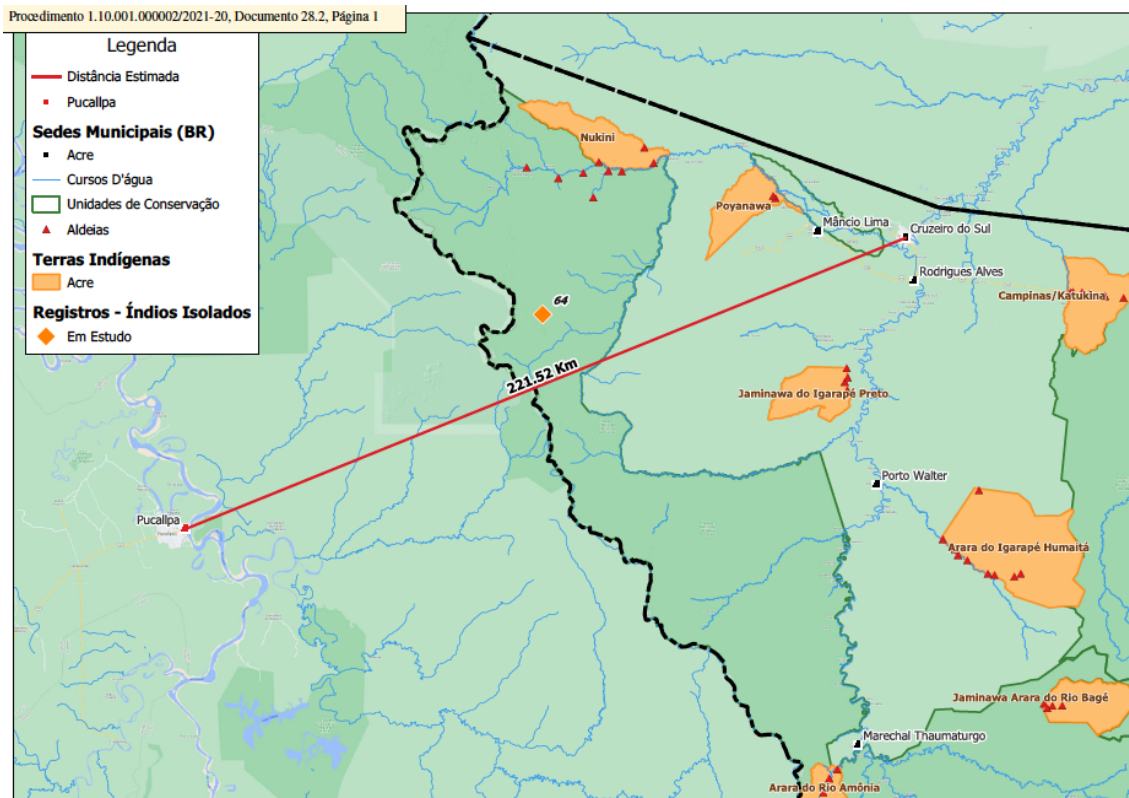 Procedimento 1.10.001.000002/2021-20, Documento 28.2, Página 1
Legenda
Distância Estimada
Pucallpa
Sedes Municipais (BR)
Acre
Cursos D'água
Unidades de Conservação
Aldeias
Terras Indígenas
Acre
Registros - Índios Isolados
Em Estudo
Nukini
Poyanawa
Mâncio Lima
Cruzeiro do Sul
Rodrigues Alves
Campinas/Katukina
64
221.52 Km
Jaminawa do Igarapé Preto
Porto Walter
Pucallpa
Arara do Igarapé Humaitá
Jaminawa Arara do Rio Bagé
Marechal Thaumaturgo
Arara do Rio Amônia